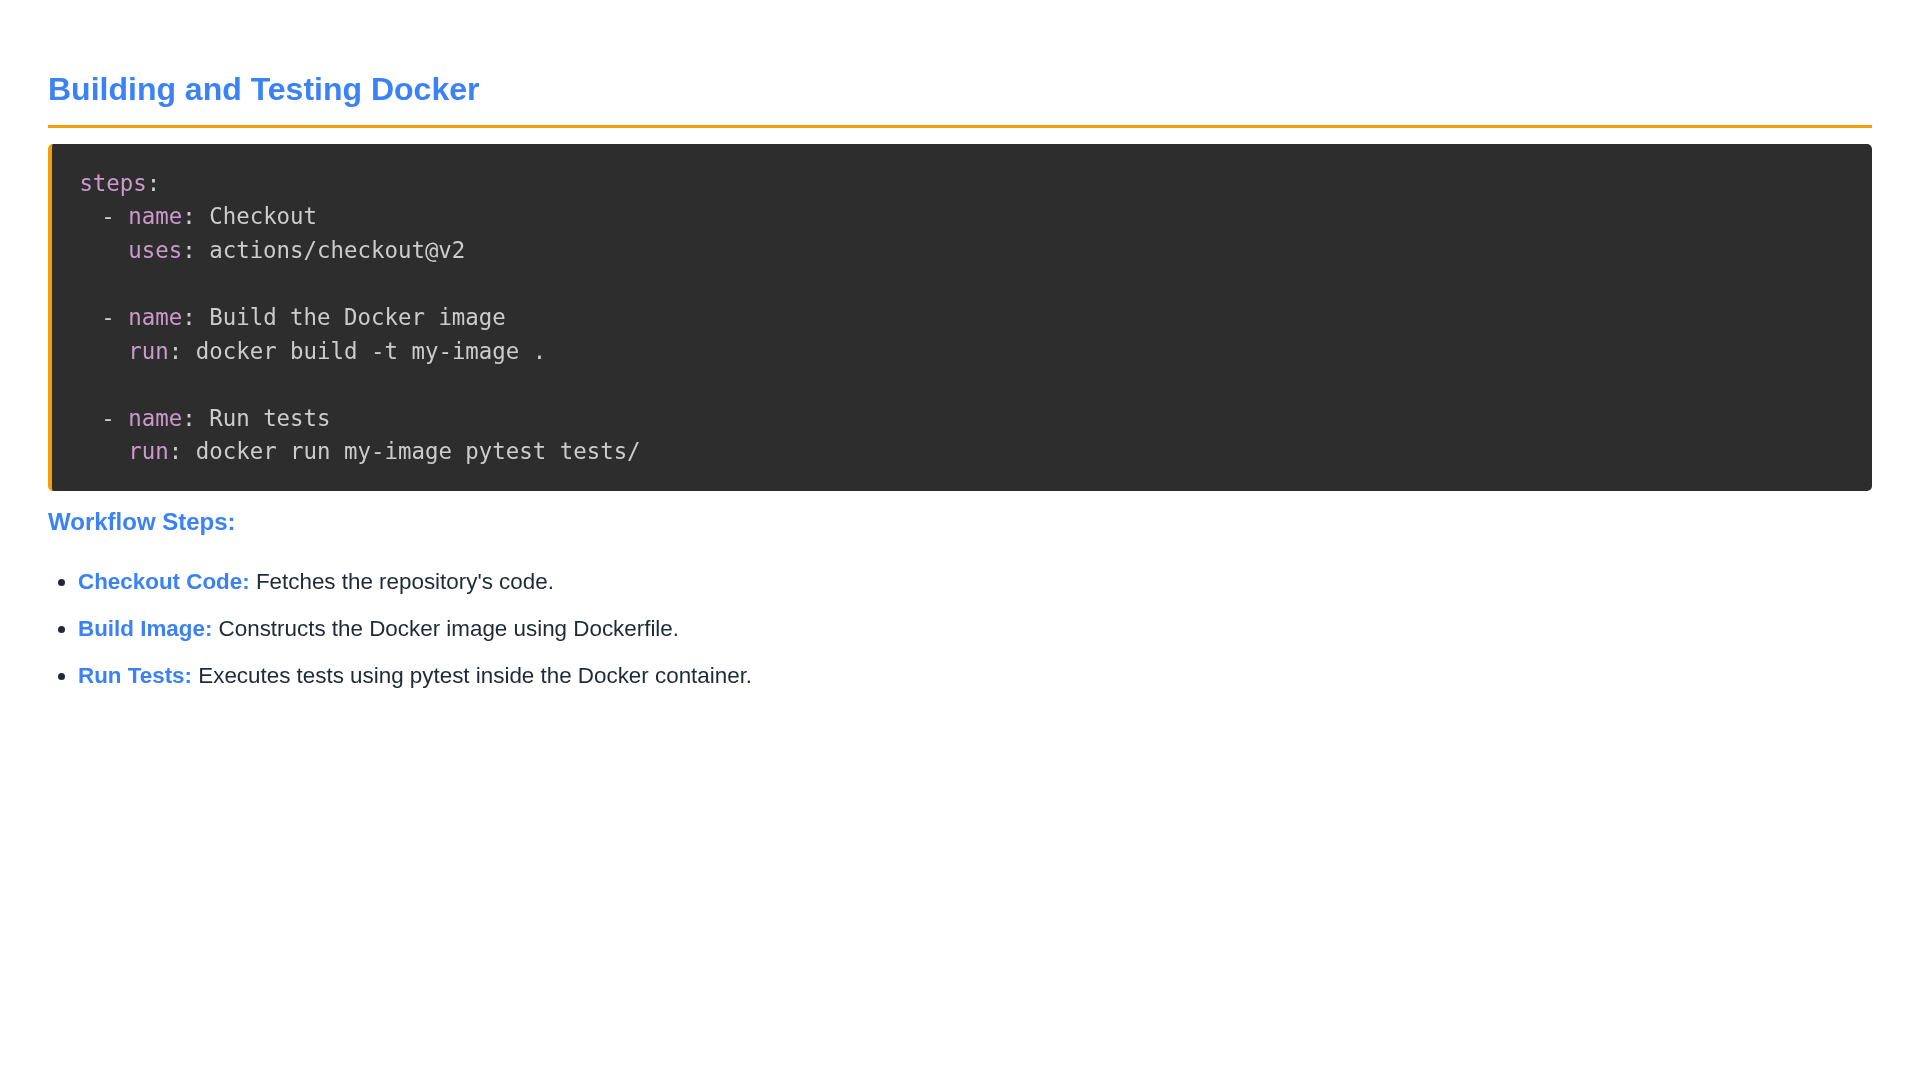 Building and Testing Docker
steps:
  - name: Checkout
    uses: actions/checkout@v2
  - name: Build the Docker image
    run: docker build -t my-image .
  - name: Run tests
    run: docker run my-image pytest tests/
Workflow Steps:
• Checkout Code: Fetches the repository's code.
• Build Image: Constructs the Docker image using Dockerfile.
• Run Tests: Executes tests using pytest inside the Docker container.